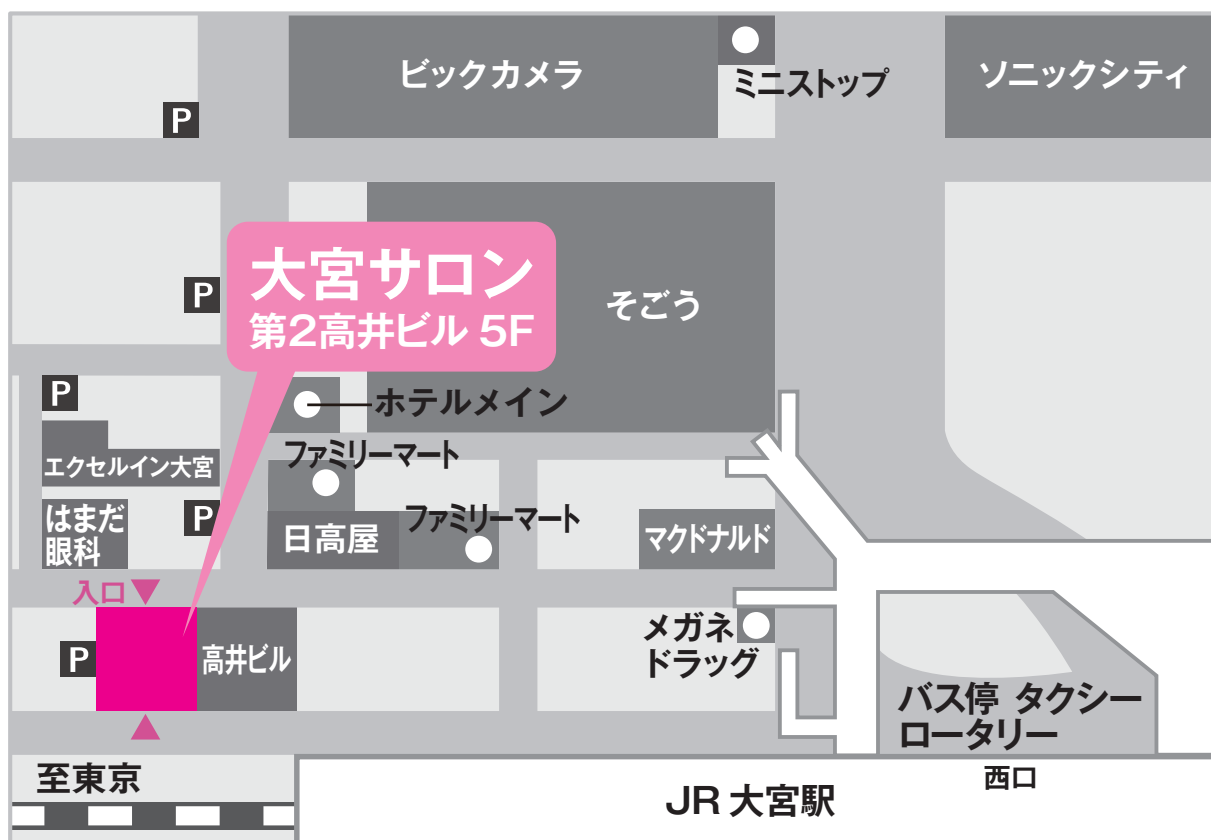 ビックカメラ
ミニストップ
ソニックシティ
P
大宮サロン
第2高井ビル 5F
P
そごう
P
ホテルメイン
ファミリーマート
エクセルイン大宮
はまだ
眼科
P
日高屋
ファミリーマート
マクドナルド
入口
P
高井ビル
メガネ
ドラッグ
バス停 タクシー
ロータリー
至東京
西口
JR 大宮駅